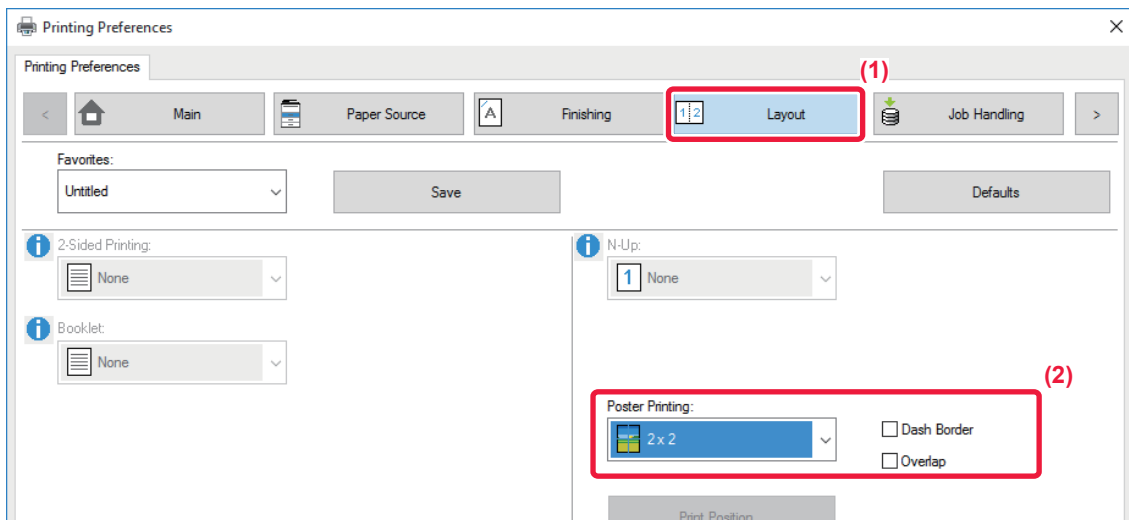 Printing Preferences
Printing Preferences
(1)
< Main Paper Source A Finishing 1 2 Layout Job Handling >
Favorites:
Untitled Save Defaults
i 2-Sided Printing:
None
i Booklet:
None
i N-Up:
1 None
(2)
Poster Printing:
2 x 2
Dash Border
Overlap
Print Position